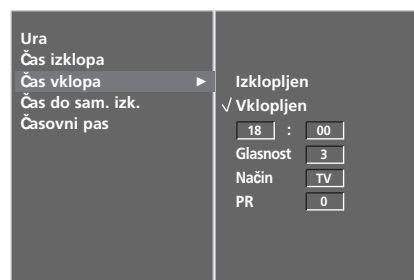 Ura
Čas izklopa
Čas vklopa ►
Čas do sam. izk.
Časovni pas
Izklopljen
√ Vklopljen
18 : 00
Glasnost 3
Način TV
PR 0